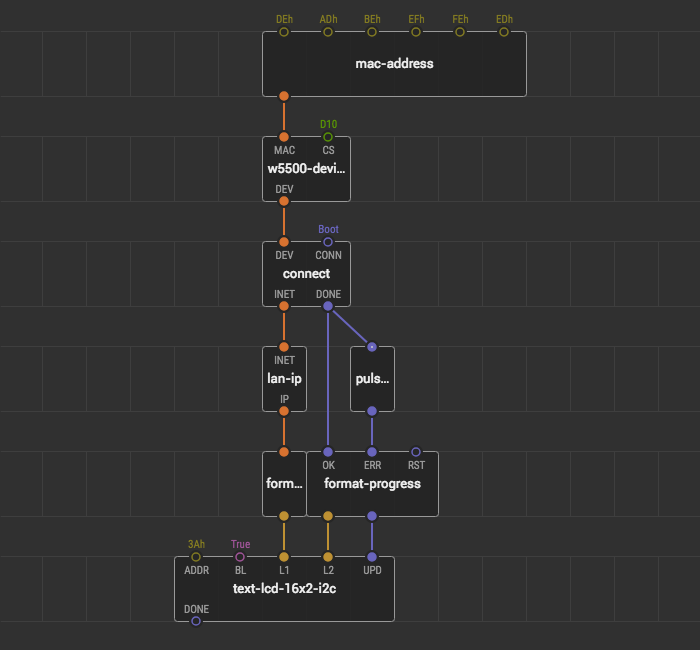 DEh ADh BEh EFh FEh EDh
mac-address
D10
MAC CS
w5500-devi...
DEV
Boot
DEV CONN
connect
INET DONE
INET
lan-ip puls...
IP
OK ERR RST
form... format-progress
3Ah True
ADDR BL L1 L2 UPD
text-lcd-16x2-i2c
DONE